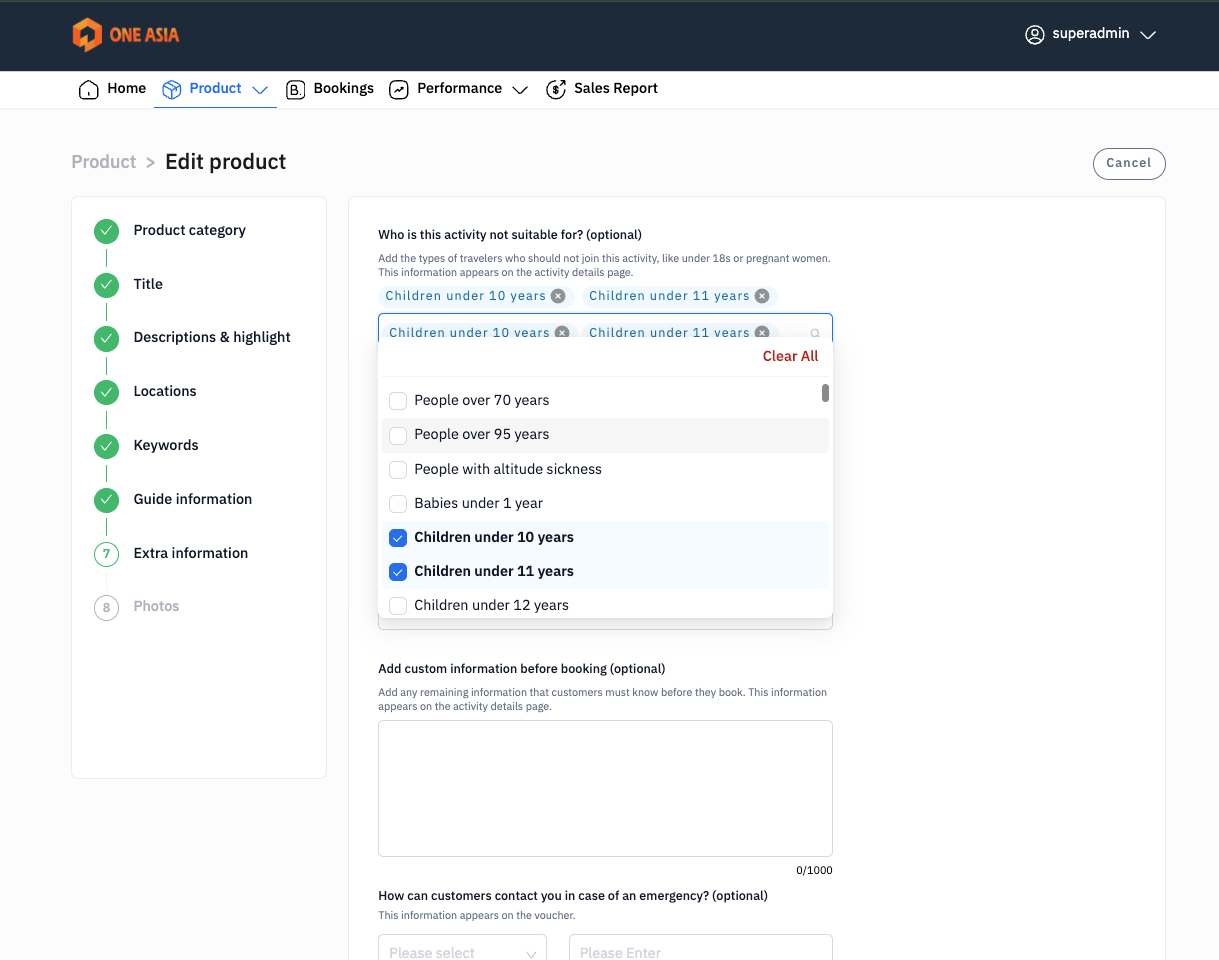 ONE ASIA
superadmin
Home
Product
Bookings
Performance
Sales Report
Product > Edit product
Cancel
Product category
Title
Descriptions & highlight
Locations
Keywords
Guide information
7 Extra information
8 Photos
Who is this activity not suitable for? (optional)
Add the types of travelers who should not join this activity, like under 18s or pregnant women.
This information appears on the activity details page.
Children under 10 years Children under 11 years
Children under 10 years Children under 11 years
Clear All
People over 70 years
People over 95 years
People with altitude sickness
Babies under 1 year
Children under 10 years
Children under 11 years
Children under 12 years
Add custom information before booking (optional)
Add any remaining information that customers must know before they book. This information
appears on the activity details page.
0/1000
How can customers contact you in case of an emergency? (optional)
This information appears on the voucher.
Please select Please Enter